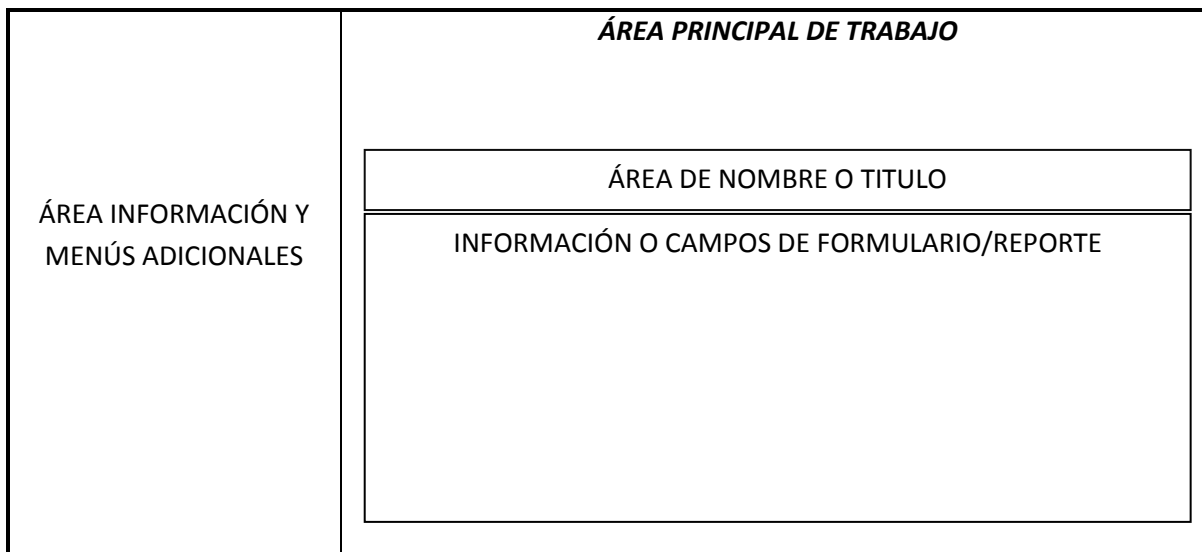 ÁREA PRINCIPAL DE TRABAJO
ÁREA DE NOMBRE O TITULO
ÁREA INFORMACIÓN Y
MENÚS ADICIONALES
INFORMACIÓN O CAMPOS DE FORMULARIO/REPORTE